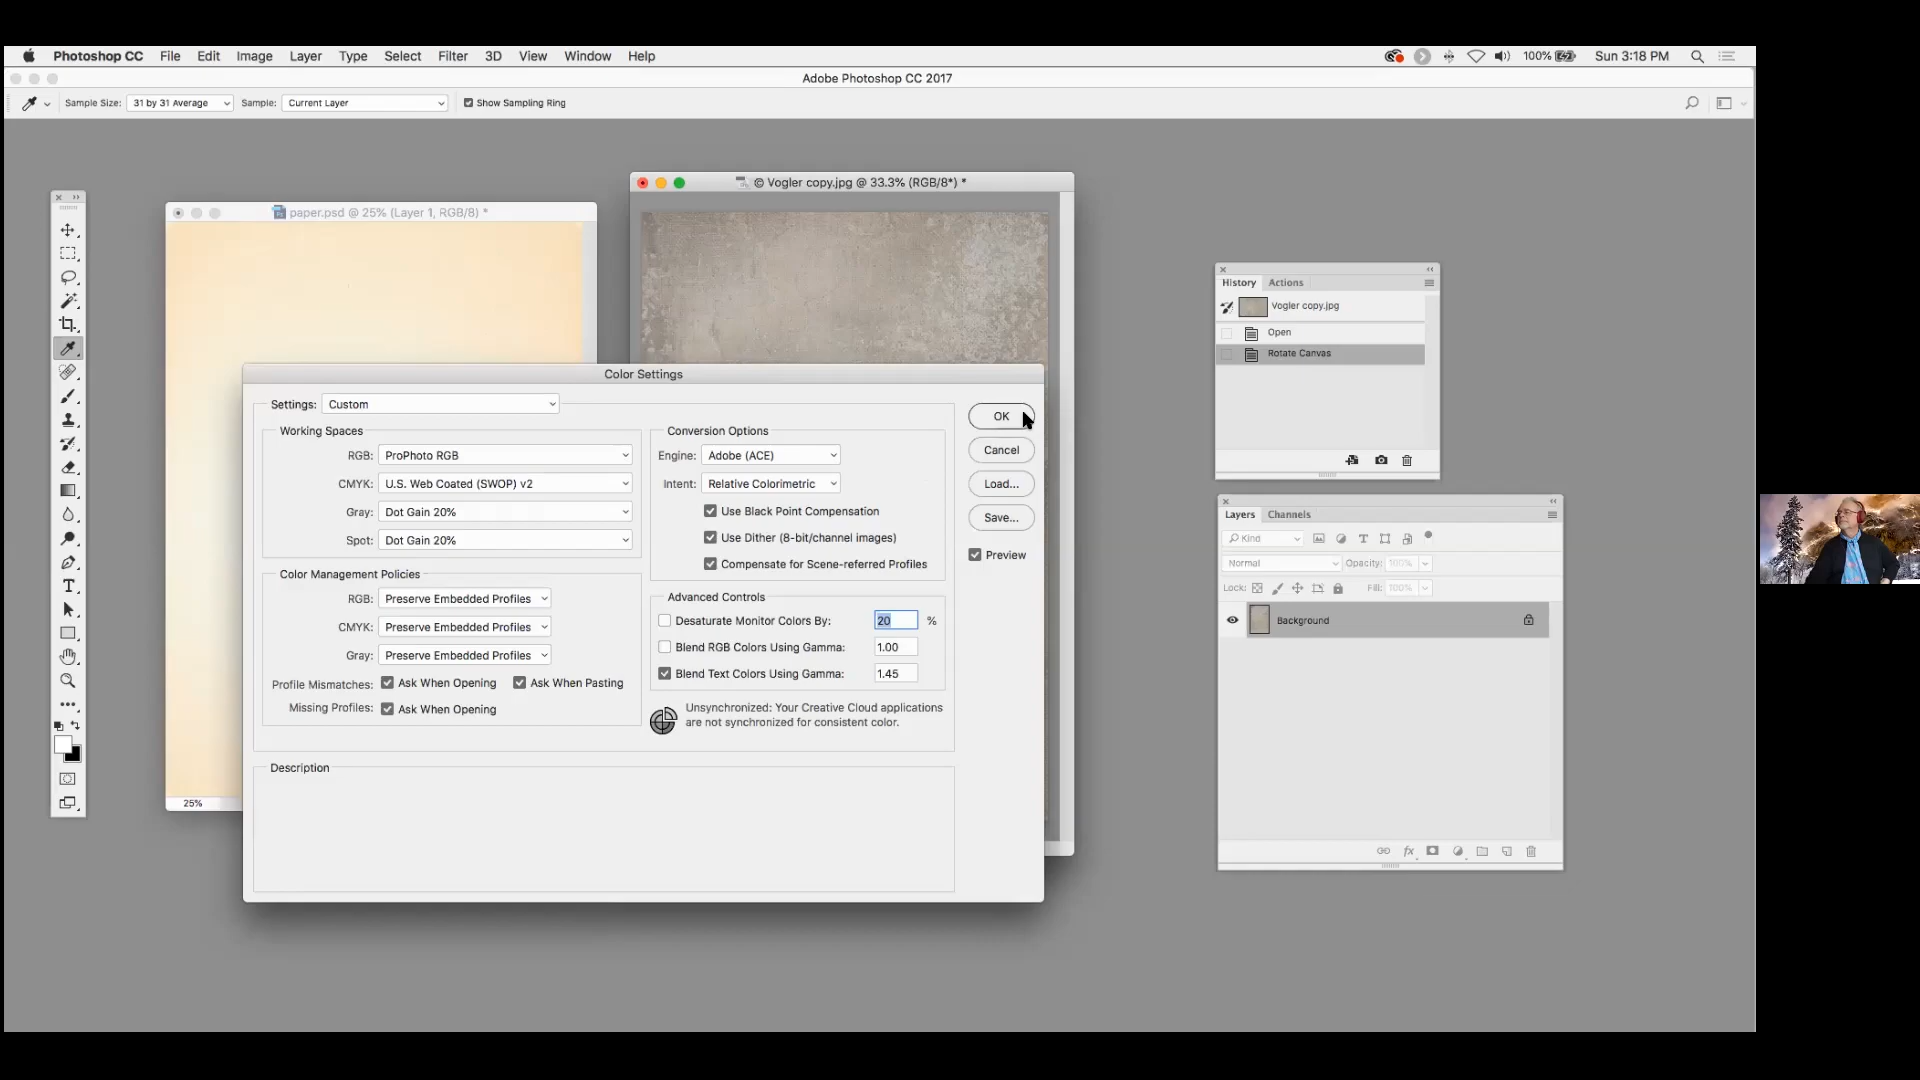 Photoshop CC File Edit Image Layer Type Select Filter 3D View Window Help 100% Sun 3:18 PM
Adobe Photoshop CC 2017
Sample Size: 31 by 31 Average Sample: Current Layer Show Sampling Ring
paper.psd @ 25% (Layer 1, RGB/8) *
© Vogler copy.jpg @ 33.3% (RGB/8*) *
25%
Color Settings
Settings: Custom
Working Spaces
RGB: ProPhoto RGB
CMYK: U.S. Web Coated (SWOP) v2
Gray: Dot Gain 20%
Spot: Dot Gain 20%
Color Management Policies
RGB: Preserve Embedded Profiles
CMYK: Preserve Embedded Profiles
Gray: Preserve Embedded Profiles
Profile Mismatches: Ask When Opening Ask When Pasting
Missing Profiles: Ask When Opening
Conversion Options
Engine: Adobe (ACE)
Intent: Relative Colorimetric
Use Black Point Compensation
Use Dither (8-bit/channel images)
Compensate for Scene-referred Profiles
Advanced Controls
Desaturate Monitor Colors By: 20 %
Blend RGB Colors Using Gamma: 1.00
Blend Text Colors Using Gamma: 1.45
Unsynchronized: Your Creative Cloud applications
are not synchronized for consistent color.
Description
OK
Cancel
Load...
Save...
Preview
History Actions
Vogler copy.jpg
Open
Rotate Canvas
Layers Channels
Kind
Normal Opacity: 100%
Lock: Fill: 100%
Background
fx